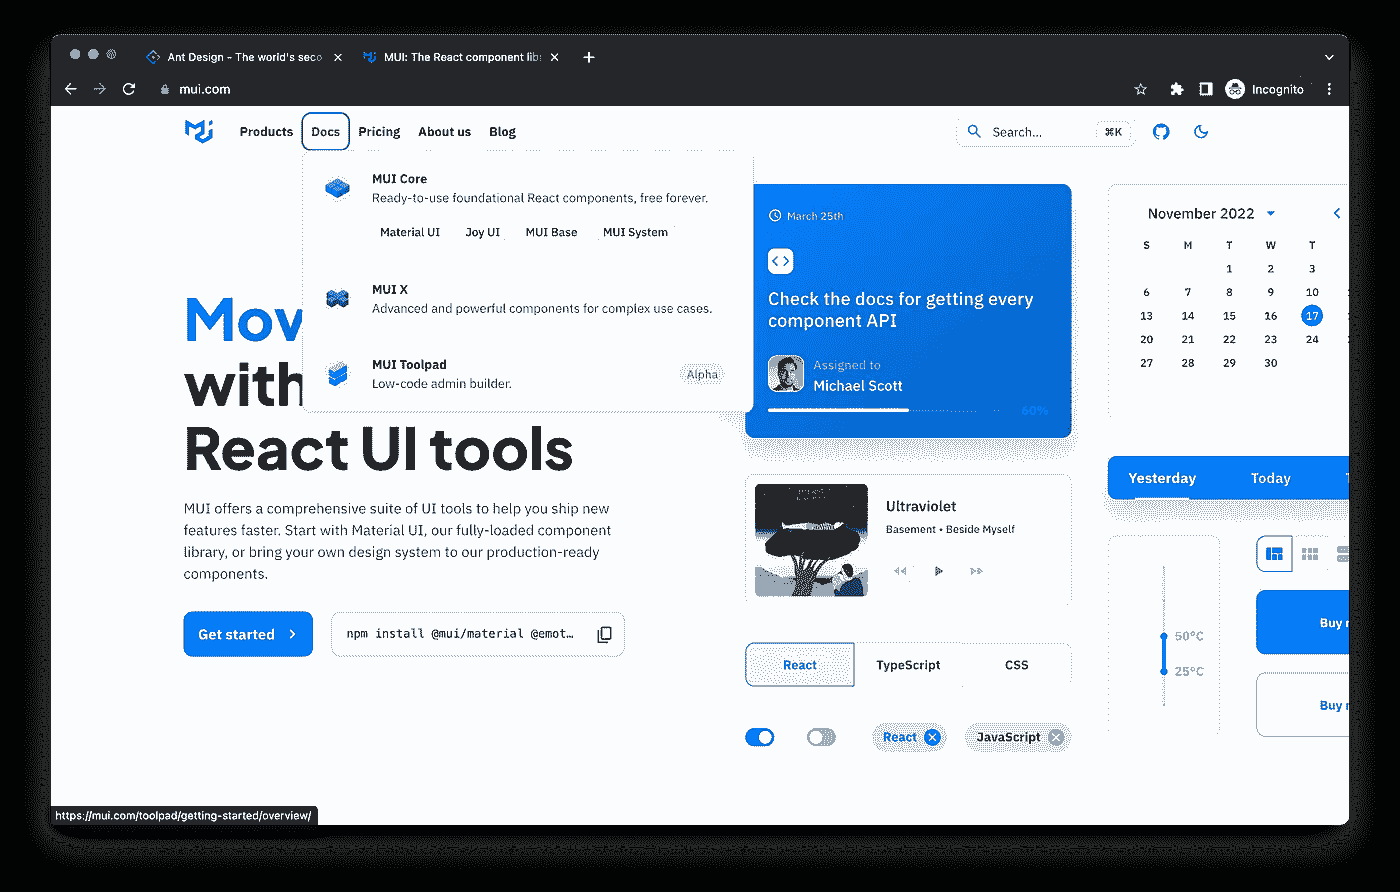 Ant Design - The world's seco
MUI: The React component lib
mui.com
Incognito
Products Docs Pricing About us Blog
Search... ⌘K
MUI Core
Ready-to-use foundational React components, free forever.
Material UI Joy UI MUI Base MUI System
MUI X
Advanced and powerful components for complex use cases.
MUI Toolpad
Low-code admin builder.
Alpha
Mov
with
React UI tools
MUI offers a comprehensive suite of UI tools to help you ship new
features faster. Start with Material UI, our fully-loaded component
library, or bring your own design system to our production-ready
components.
Get started
npm install @mui/material @emot…
March 25th
Check the docs for getting every
component API
Assigned to
Michael Scott
60%
Ultraviolet
Basement • Beside Myself
React TypeScript CSS
React JavaScript
November 2022
S M T W T
1 2 3
6 7 8 9 10
13 14 15 16 17
20 21 22 23 24
27 28 29 30
Yesterday Today
50°C
25°C
Buy
Buy
https://mui.com/toolpad/getting-started/overview/